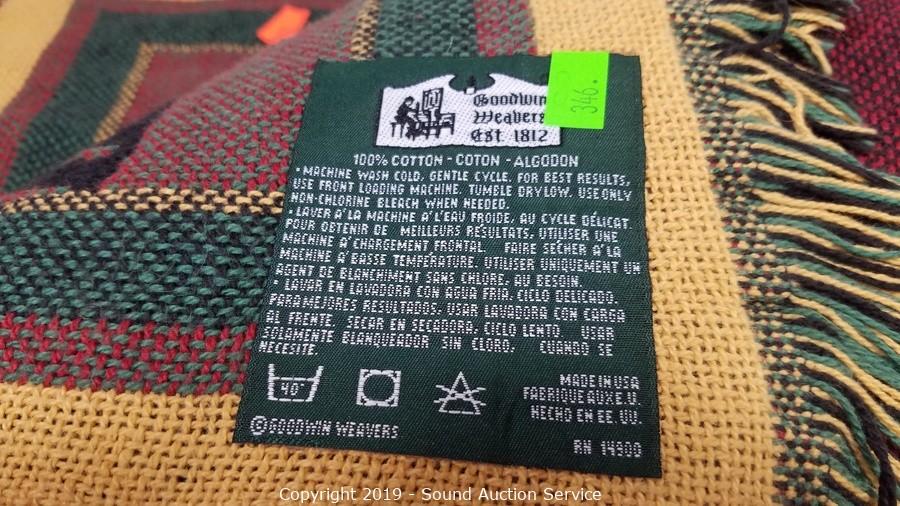 Goodwin
Weavers
Est 1812
346.
100% COTTON - COTON - ALGODON
• MACHINE WASH COLD, GENTLE CYCLE. FOR BEST RESULTS,
USE FRONT LOADING MACHINE. TUMBLE DRY LOW. USE ONLY
NON-CHLORINE BLEACH WHEN NEEDED.
• LAVER A'LA MACHINE A'L'EAU FROIDE, AU CYCLE DÉLICAT.
POUR OBTENIR DE MEILLEURS RÉSULTATS, UTILISER UNE
MACHINE A'CHARGEMENT FRONTAL FAIRE SÉCHER A'LA
MACHINE A'BASSE TEMPÉRATURE. UTILISER UNIQUEMENT UN
AGENT DE BLANCHIMENT SANS CHLORE, AU BESOIN.
• LAVAR EN LAVADORA CON AGUA FRIA, CICLO DELICADO.
PARA MEJORES RESULTADOS, USAR LAVADORA CON CARGA
AL FRENTE. SECAR EN SECADORA, CICLO LENTO. USAR
SOLAMENTE BLANQUEADOR SIN CLORO, CUANDO SE
NECESITE.
40°
MADE IN USA
FABRIQUE AUX E.U.
HECHO EN EE. UU.
© GOODWIN WEAVERS
RN 14900
Copyright 2019 - Sound Auction Service